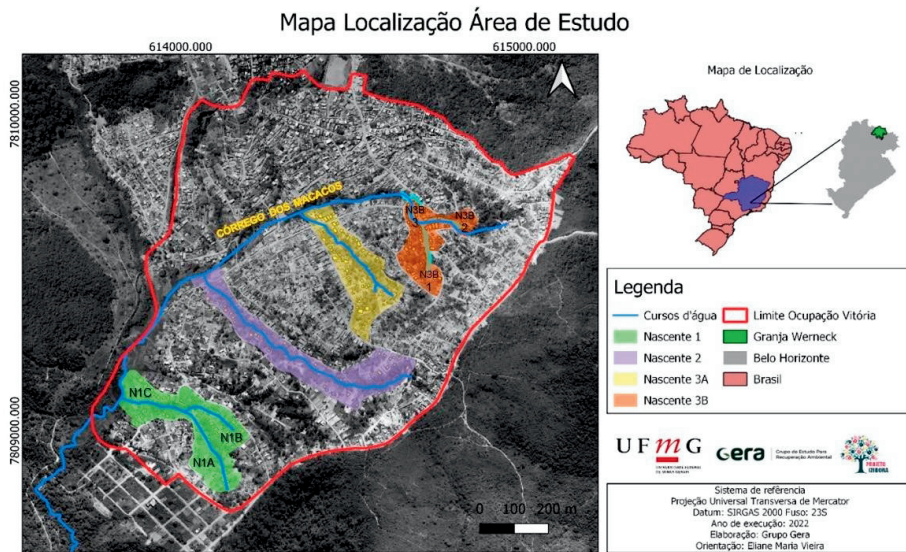 Mapa Localização Área de Estudo
614000.000
615000.000
7810000.000
7809000.000
CÓRREGO DOS MACACOS
N3B
N3B
2
N3B
1
N1C
N1B
N1A
0 100 200 m
Mapa de Localização
Legenda
Cursos d'água
Limite Ocupação Vitória
Nascente 1
Granja Werneck
Nascente 2
Belo Horizonte
Nascente 3A
Brasil
Nascente 3B
UFmG
Gera
Grupo de Estudo Para
Recuperação Ambiental
PROJETO
Sistema de refêrencia
Projeção Universal Transversa de Mercator
Datum: SIRGAS 2000 Fuso: 23S
Ano de execução: 2022
Elaboração: Grupo Gera
Orientação: Eliane Maria Vieira